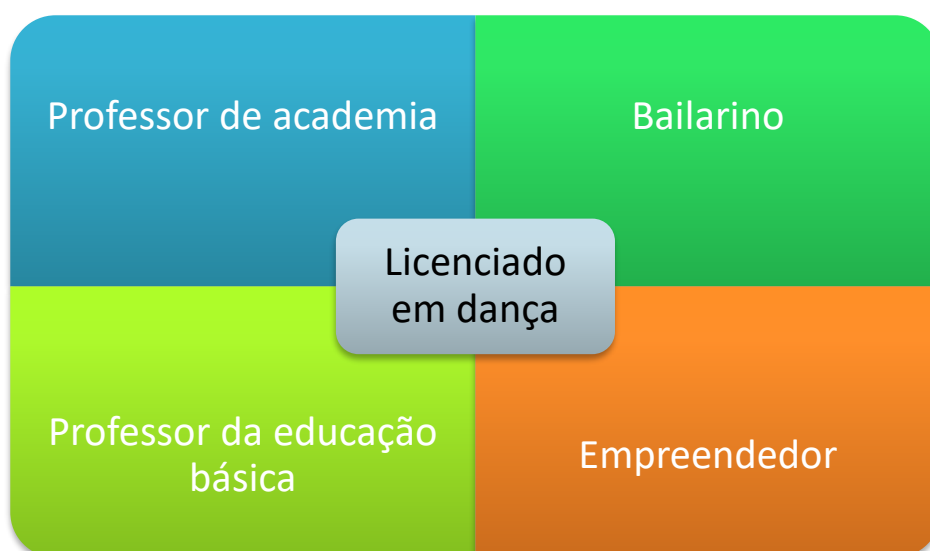 Professor de academia
Bailarino
Licenciado
em dança
Professor da educação
básica
Empreendedor